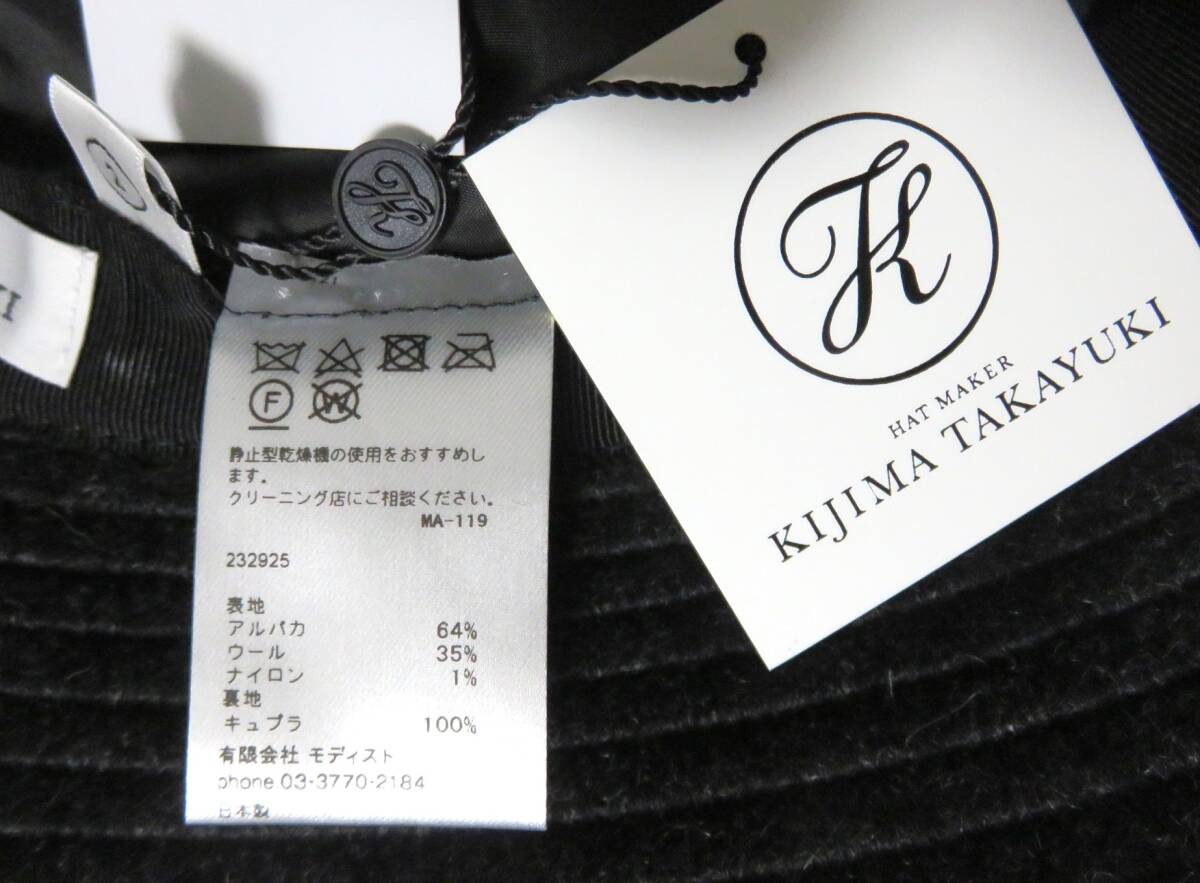 静止型乾燥機の使用をおすすめし
ます。
クリーニング店にご相談ください。
MA-119
232925
表地
アルパカ 64%
ウール 35%
ナイロン 1%
裏地
キュプラ 100%
有限会社 モディスト
phone.03-3770-2184
日本製
F
W
TK
TK
HAT MAKER
KIJIMA TAKAYUKI